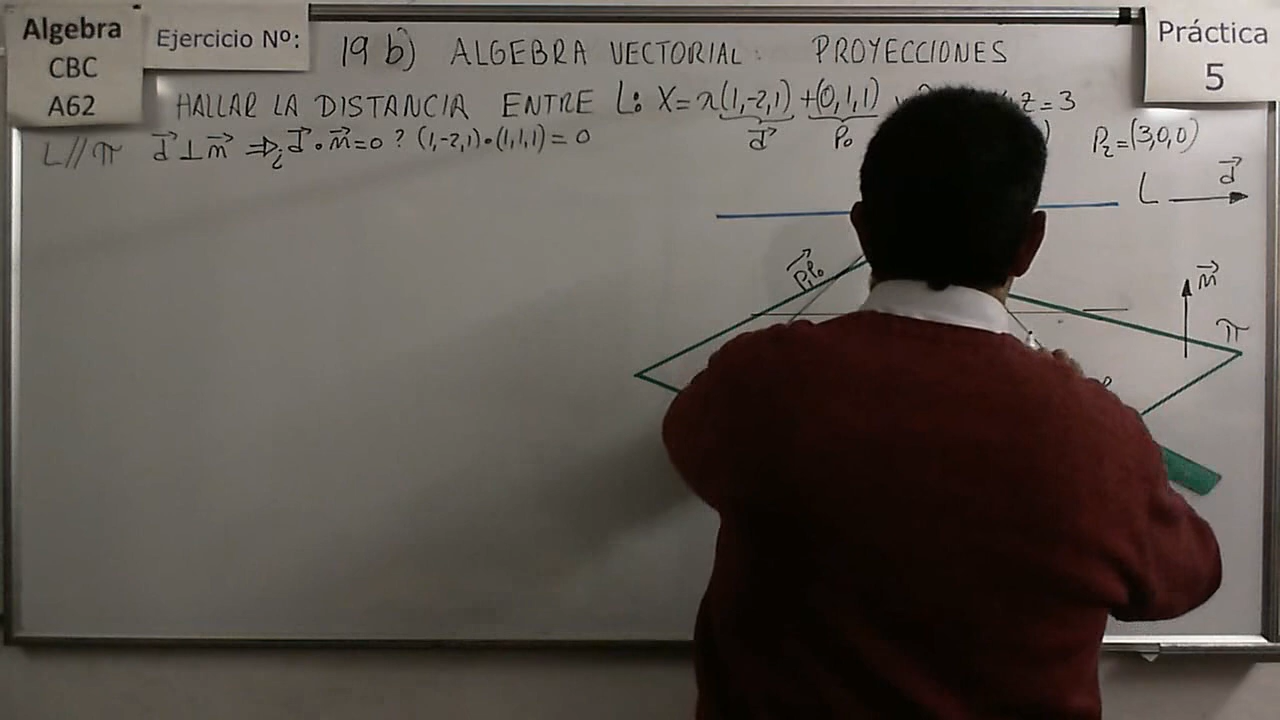 Algebra
CBC
A62
Ejercicio Nº:
Práctica
5
19 b) ALGEBRA VECTORIAL: PROYECCIONES
HALLAR LA DISTANCIA ENTRE L: X=λ(1,-2,1)+(0,1,1) z=3
d⃗ P₀
L//π d⃗⊥n⃗ ⇒¿d⃗•n⃗=0? (1,-2,1)•(1,1,1)=0
P₂=(3,0,0)
L d⃗
P₁P₀
n⃗
π